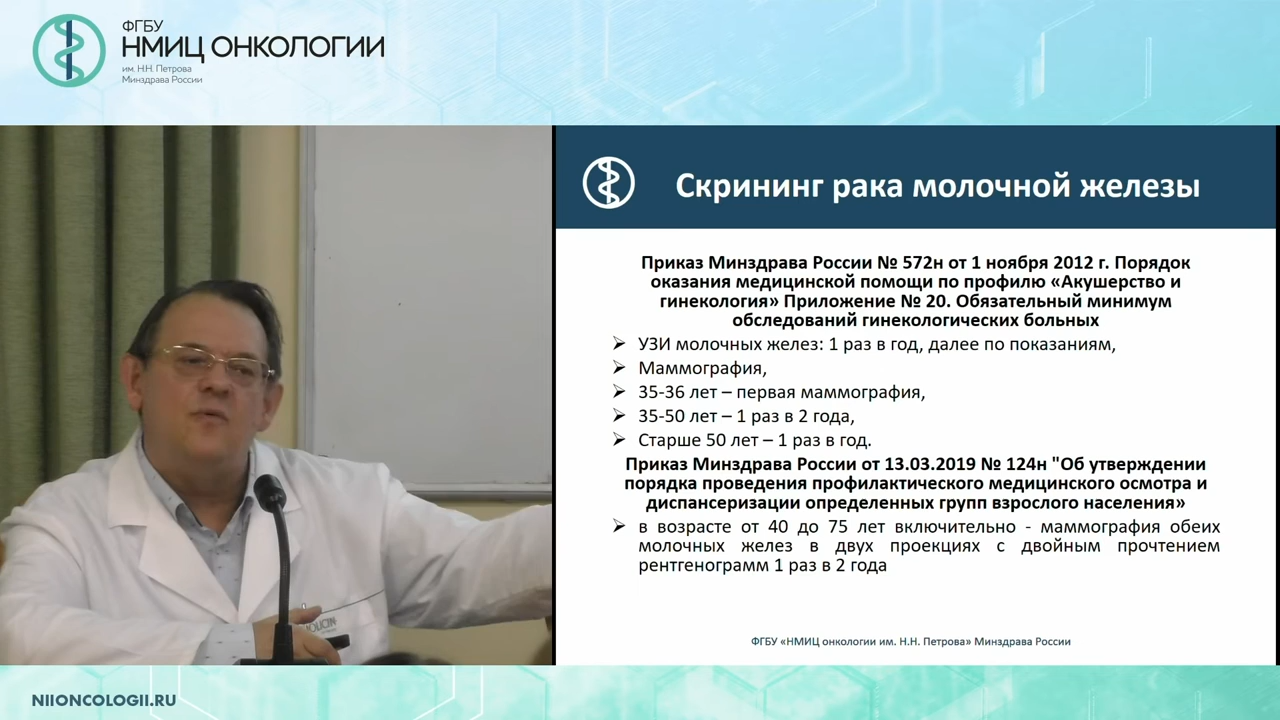 ФГБУ
НМИЦ ОНКОЛОГИИ
им. Н.Н. Петрова
Минздрава России
Скрининг рака молочной железы
Приказ Минздрава России № 572н от 1 ноября 2012 г. Порядок
оказания медицинской помощи по профилю «Акушерство и
гинекология» Приложение № 20. Обязательный минимум
обследований гинекологических больных
УЗИ молочных желез: 1 раз в год, далее по показаниям,
Маммография,
35-36 лет – первая маммография,
35-50 лет – 1 раз в 2 года,
Старше 50 лет – 1 раз в год.
Приказ Минздрава России от 13.03.2019 № 124н "Об утверждении
порядка проведения профилактического медицинского осмотра и
диспансеризации определенных групп взрослого населения»
в возрасте от 40 до 75 лет включительно - маммография обеих
молочных желез в двух проекциях с двойным прочтением
рентгенограмм 1 раз в 2 года
ФГБУ «НМИЦ онкологии им. Н.Н. Петрова» Минздрава России
NIIONCOLOGII.RU